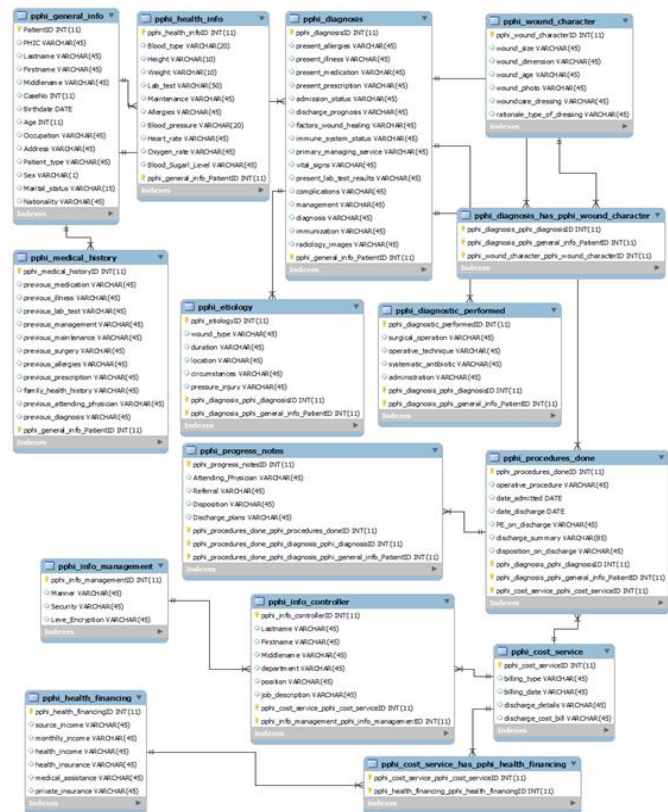 pphi_general_info
PatientID INT(11)
PHIC VARCHAR(45)
Lastname VARCHAR(45)
Firstname VARCHAR(45)
Middlename VARCHAR(45)
CaseNo INT(11)
Birthdate DATE
Age INT(11)
Occupation VARCHAR(45)
Address VARCHAR(45)
Patient_type VARCHAR(45)
Sex VARCHAR(1)
Marital_status VARCHAR(15)
Nationality VARCHAR(45)
Indexes
pphi_health_info
pphi_health_infoID INT(11)
Blood_type VARCHAR(20)
Height VARCHAR(10)
Weight VARCHAR(10)
Lab_test VARCHAR(50)
Maintenance VARCHAR(45)
Allergies VARCHAR(45)
Blood_pressure VARCHAR(20)
Heart_rate VARCHAR(45)
Oxygen_rate VARCHAR(45)
Blood_Sugarl_Level VARCHAR(45)
pphi_general_info_PatientID INT(11)
Indexes
pphi_diagnosis
pphi_diagnosisID INT(11)
present_allergies VARCHAR(45)
present_illness VARCHAR(45)
present_medication VARCHAR(45)
present_prescription VARCHAR(45)
admission_status VARCHAR(45)
discharge_prognosis VARCHAR(45)
factors_wound_healing VARCHAR(45)
immune_system_status VARCHAR(45)
primary_managing_service VARCHAR(45)
vital_signs VARCHAR(45)
present_lab_test_results VARCHAR(45)
complications VARCHAR(45)
management VARCHAR(45)
diagnosis VARCHAR(45)
immunization VARCHAR(45)
radiology_images VARCHAR(45)
pphi_general_info_PatientID INT(11)
Indexes
pphi_wound_character
pphi_wound_characterID INT(11)
wound_size VARCHAR(45)
wound_dimension VARCHAR(45)
wound_age VARCHAR(45)
wound_photo VARCHAR(45)
woundcare_dressing VARCHAR(45)
rationale_type_of_dressing VARCHAR(45)
Indexes
pphi_diagnosis_has_pphi_wound_character
pphi_diagnosis_pphi_diagnosisID INT(11)
pphi_diagnosis_pphi_general_info_PatientID INT(11)
pphi_wound_character_pphi_wound_characterID INT(11)
Indexes
pphi_medical_history
pphi_medical_historyID INT(11)
previous_medication VARCHAR(45)
previous_illness VARCHAR(45)
previous_lab_test VARCHAR(45)
previous_management VARCHAR(45)
previous_maintenance VARCHAR(45)
previous_surgery VARCHAR(45)
previous_allergies VARCHAR(45)
previous_prescription VARCHAR(45)
family_health_history VARCHAR(45)
previous_attending_physician VARCHAR(45)
previous_diagnosis VARCHAR(45)
pphi_general_info_PatientID INT(11)
Indexes
pphi_etiology
pphi_etiologyID INT(11)
wound_type VARCHAR(45)
duration VARCHAR(45)
location VARCHAR(45)
circumstances VARCHAR(45)
pressure_injury VARCHAR(45)
pphi_diagnosis_pphi_diagnosisID INT(11)
pphi_diagnosis_pphi_general_info_PatientID INT(11)
Indexes
pphi_diagnostic_performed
pphi_diagnostic_performedID INT(11)
surgical_operation VARCHAR(45)
operative_technique VARCHAR(45)
systematic_antibiotic VARCHAR(45)
administration VARCHAR(45)
pphi_diagnosis_pphi_diagnosisID INT(11)
pphi_diagnosis_pphi_general_info_PatientID INT(11)
Indexes
pphi_progress_notes
pphi_progress_notesID INT(11)
Attending_Physician VARCHAR(45)
Referral VARCHAR(45)
Disposition VARCHAR(45)
Discharge_plans VARCHAR(45)
pphi_procedures_done_pphi_procedures_doneID INT(11)
pphi_procedures_done_pphi_diagnosis_pphi_diagnosisID INT(11)
pphi_procedures_done_pphi_diagnosis_pphi_general_info_PatientID INT(11)
Indexes
pphi_procedures_done
pphi_procedures_doneID INT(11)
operative_procedure VARCHAR(45)
date_admitted DATE
date_discharge DATE
PE_on_discharge VARCHAR(45)
discharge_summary VARCHAR(85)
disposition_on_discharge VARCHAR(45)
pphi_diagnosis_pphi_diagnosisID INT(11)
pphi_diagnosis_pphi_general_info_PatientID INT(11)
pphi_cost_service_pphi_cost_serviceID INT(11)
Indexes
pphi_info_management
pphi_info_managementID INT(11)
Manner VARCHAR(45)
Security VARCHAR(45)
Leve_Encryption VARCHAR(45)
Indexes
pphi_info_controller
pphi_info_controllerID INT(11)
Lastname VARCHAR(45)
Firstname VARCHAR(45)
Middlename VARCHAR(45)
department VARCHAR(45)
position VARCHAR(45)
job_description VARCHAR(45)
pphi_cost_service_pphi_cost_serviceID INT(11)
pphi_info_management_pphi_info_managementID INT(11)
Indexes
pphi_cost_service
pphi_cost_serviceID INT(11)
billing_type VARCHAR(45)
billing_date VARCHAR(45)
discharge_details VARCHAR(45)
discharge_cost_bill VARCHAR(45)
Indexes
pphi_health_financing
pphi_health_financingID INT(11)
source_income VARCHAR(45)
monthlly_income VARCHAR(45)
health_income VARCHAR(45)
health_insurance VARCHAR(45)
medical_assistance VARCHAR(45)
private_insurance VARCHAR(45)
Indexes
pphi_cost_service_has_pphi_health_financing
pphi_cost_service_pphi_cost_serviceID INT(11)
pphi_health_financing_pphi_health_financingID INT(11)
Indexes